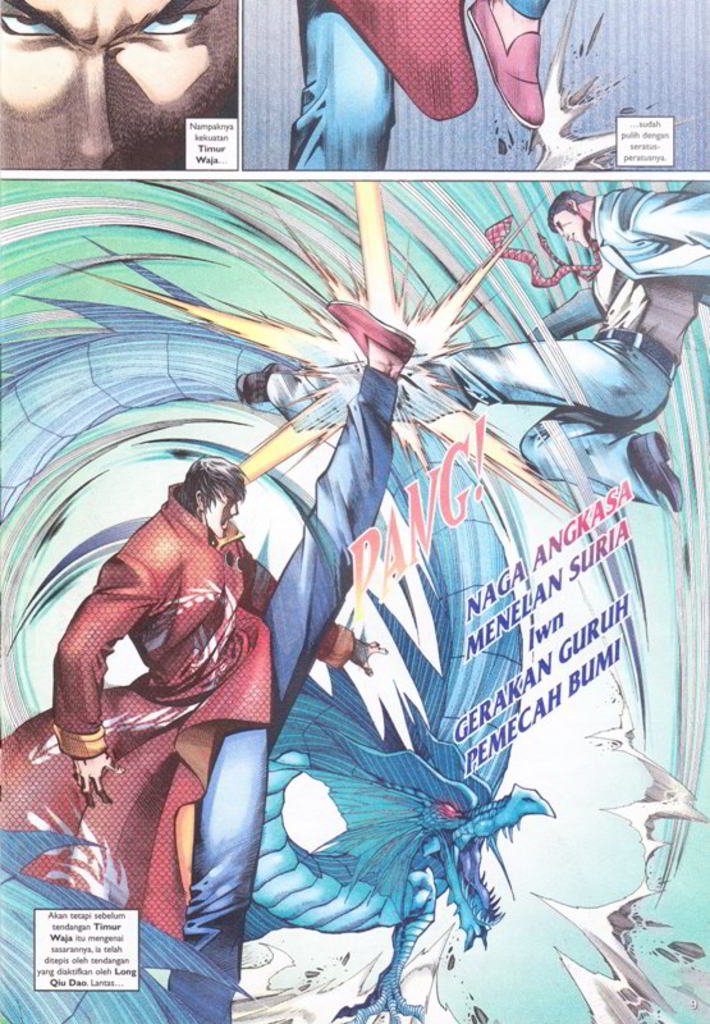 Nampaknya
kekuatan
Timur
Waja...
...sudah
pulih dengan
seratus-
peratusnya.
PANG!
NAGA ANGKASA
MENELAN SURIA
lwn
GERAKAN GURUH
PEMECAH BUMI
Akan tetapi sebelum
tendangan Timur
Waja itu mengenai
sasarannya, ia telah
ditepis oleh tendangan
yang diaktifkan oleh Long
Qiu Dao. Lantas...
9